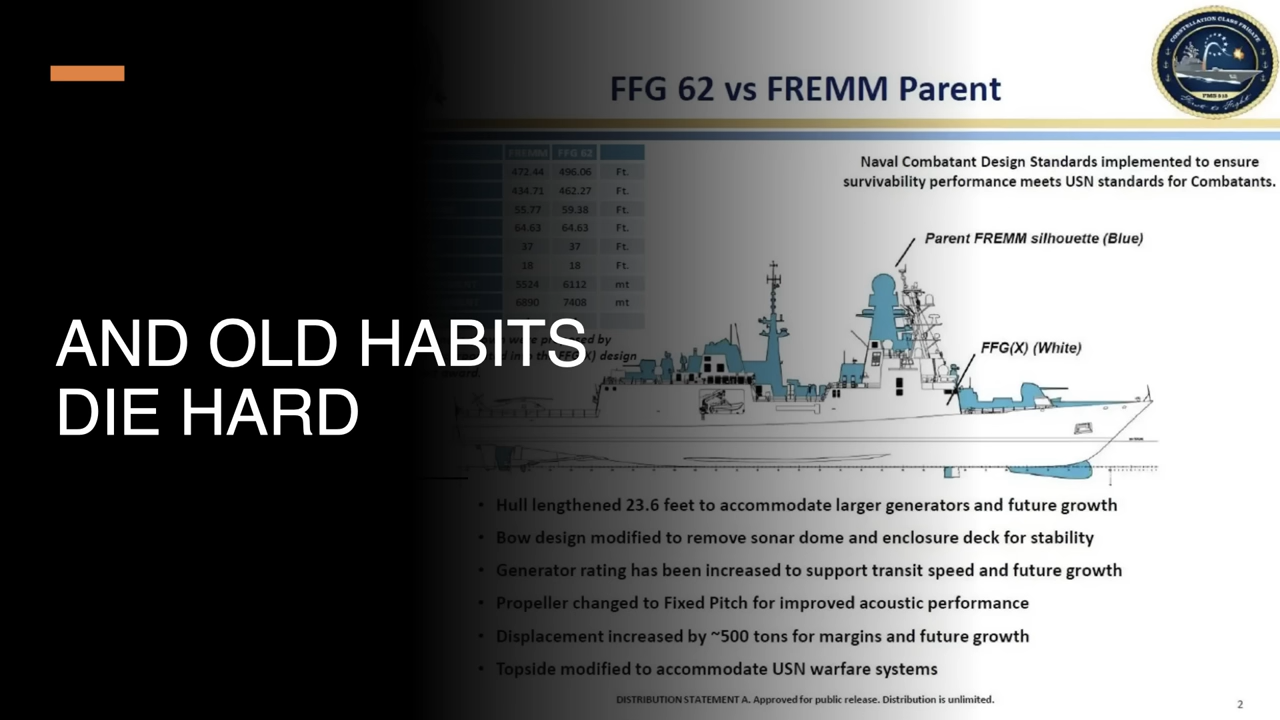 FFG 62 vs FREMM Parent
CONSTELLATION CLASS FRIGATE
PMS 515
FREMM FFG 62
472.44 496.06 Ft.
434.71 462.27 Ft.
55.77 59.38 Ft.
64.63 64.63 Ft.
37 37 Ft.
18 18 Ft.
5524 6112 mt
6890 7408 mt
Naval Combatant Design Standards implemented to ensure
survivability performance meets USN standards for Combatants.
Parent FREMM silhouette (Blue)
FFG(X) (White)
by
design
AND OLD HABITS
DIE HARD
• Hull lengthened 23.6 feet to accommodate larger generators and future growth
• Bow design modified to remove sonar dome and enclosure deck for stability
• Generator rating has been increased to support transit speed and future growth
• Propeller changed to Fixed Pitch for improved acoustic performance
• Displacement increased by ~500 tons for margins and future growth
• Topside modified to accommodate USN warfare systems
DISTRIBUTION STATEMENT A. Approved for public release. Distribution is unlimited.
2